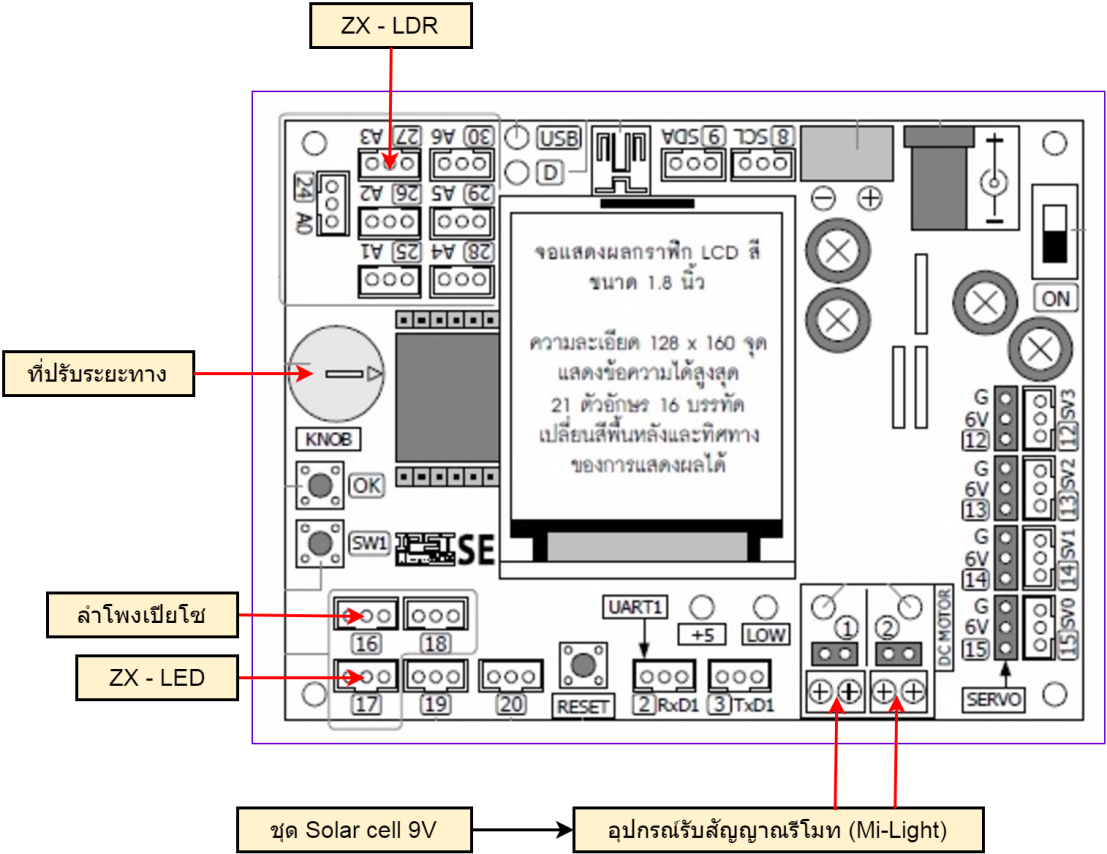 ZX - LDR
A3 27 A6 30
USB
SDA 9
SCL 8
D
24
A0
A2 26 A5 29
A1 25 A4 28
จอแสดงผลกราฟิก LCD สี
ขนาด 1.8 นิ้ว
ความละเอียด 128 x 160 จุด
แสดงข้อความได้สูงสุด
21 ตัวอักษร 16 บรรทัด
เปลี่ยนสีพื้นหลังและทิศทาง
ของการแสดงผลได้
ON
ที่ปรับระยะทาง
KNOB
OK
SW1
SE
G
6V
12
12 SV3
G
6V
13
13 SV2
G
6V
14
14 SV1
G
6V
15
15 SV0
SERVO
ลำโพงเปียโซ่
16
18
ZX - LED
17
19
20
RESET
UART1
+5
LOW
2 RxD1
3 TxD1
1
2
DC MOTOR
ชุด Solar cell 9V
อุปกรณ์รับสัญญาณรีโมท (Mi-Light)